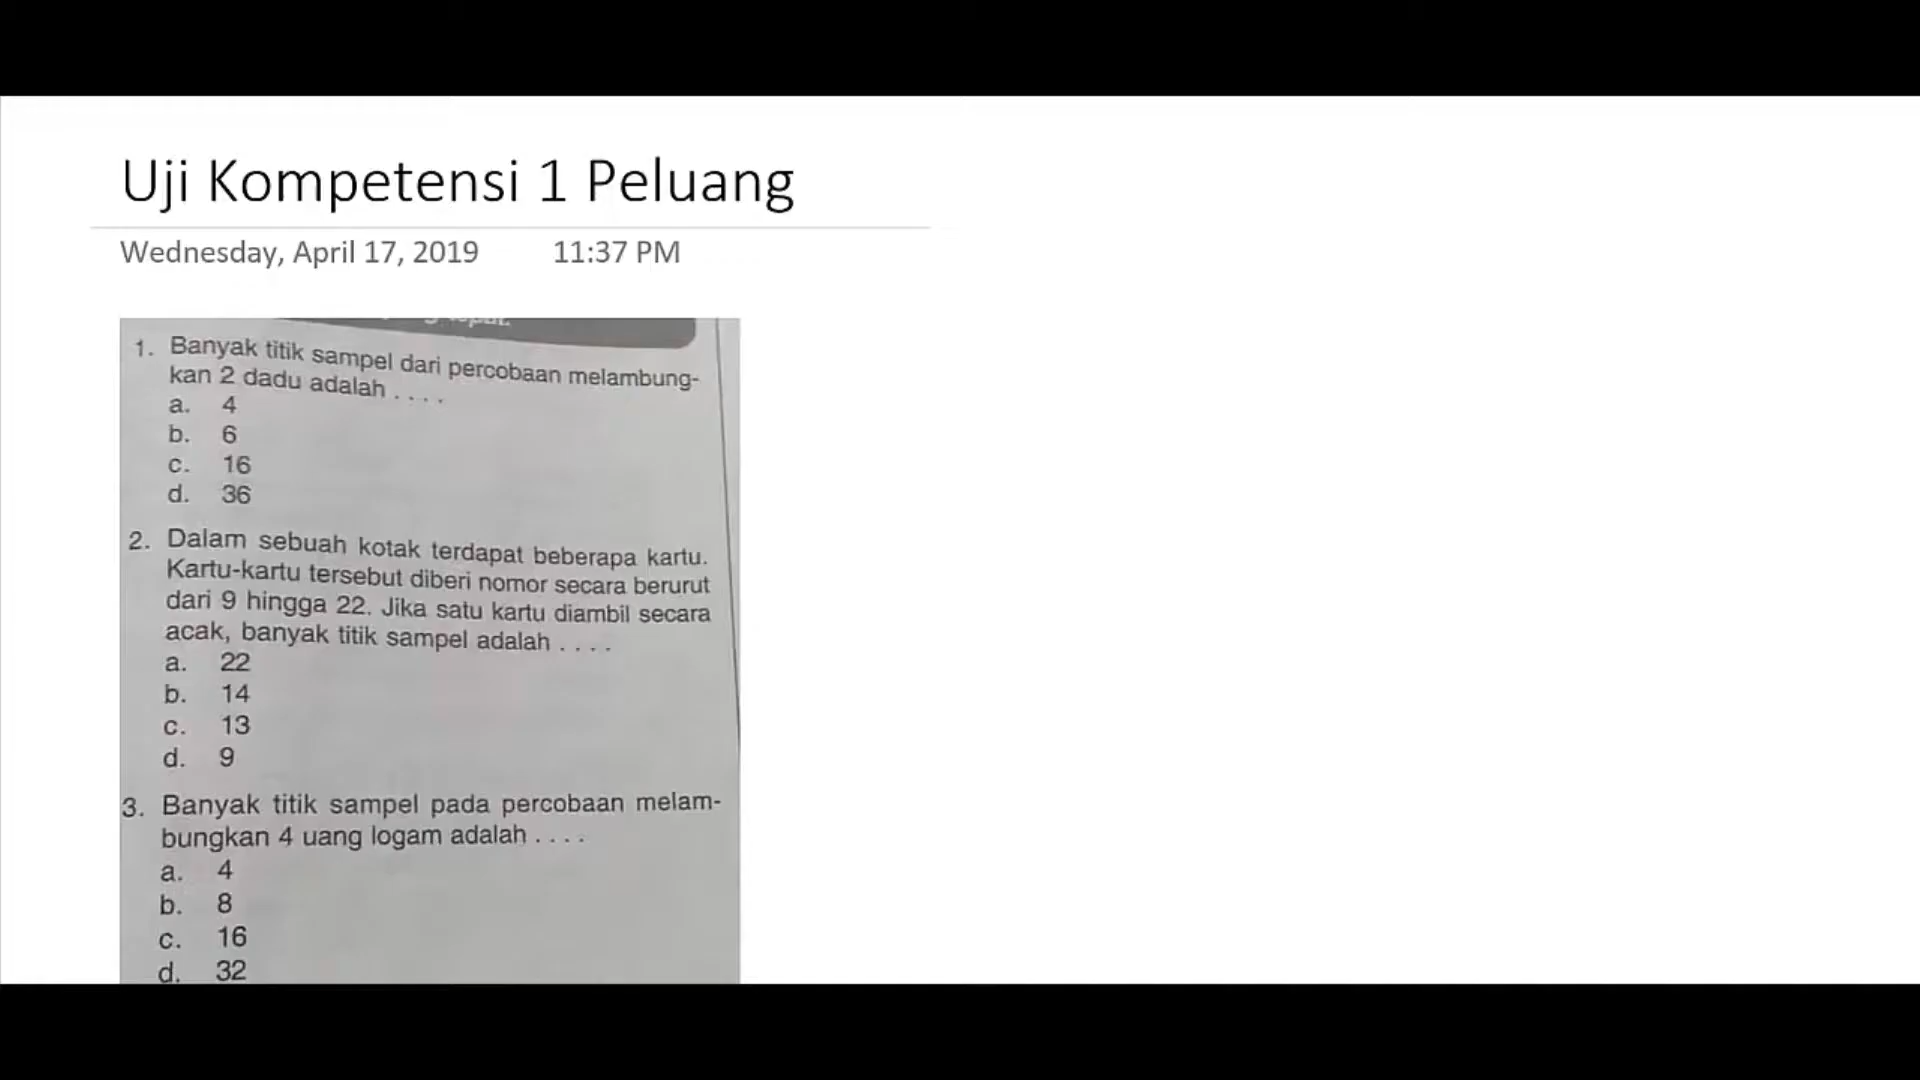 Uji Kompetensi 1 Peluang
Wednesday, April 17, 2019 11:37 PM
1. Banyak titik sampel dari percobaan melambung-
kan 2 dadu adalah . . . .
a. 4
b. 6
c. 16
d. 36
2. Dalam sebuah kotak terdapat beberapa kartu.
Kartu-kartu tersebut diberi nomor secara berurut
dari 9 hingga 22. Jika satu kartu diambil secara
acak, banyak titik sampel adalah . . . .
a. 22
b. 14
c. 13
d. 9
3. Banyak titik sampel pada percobaan melam-
bungkan 4 uang logam adalah . . . .
a. 4
b. 8
c. 16
d. 32